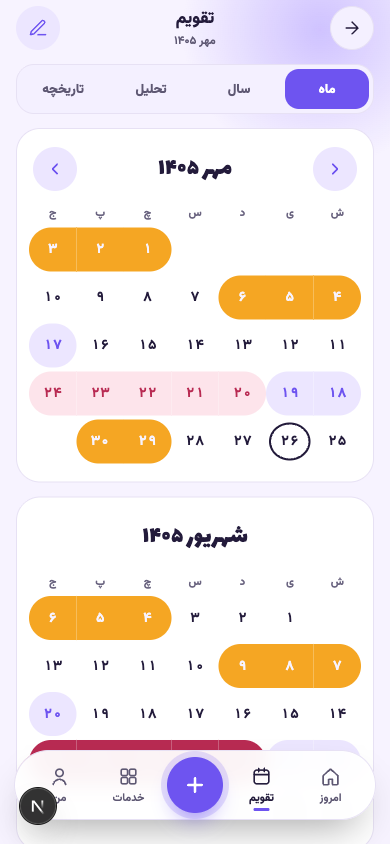 تقویم
مهر ۱۴۰۵
ماه سال تحلیل تاریخچه
مهر ۱۴۰۵
ش ی د س چ پ ج
۱ ۲ ۳
۴ ۵ ۶ ۷ ۸ ۹ ۱۰
۱۱ ۱۲ ۱۳ ۱۴ ۱۵ ۱۶ ۱۷
۱۸ ۱۹ ۲۰ ۲۱ ۲۲ ۲۳ ۲۴
۲۵ ۲۶ ۲۷ ۲۸ ۲۹ ۳۰
شهریور ۱۴۰۵
ش ی د س چ پ ج
۱ ۲ ۳ ۴ ۵ ۶
۷ ۸ ۹ ۱۰ ۱۱ ۱۲ ۱۳
۱۴ ۱۵ ۱۶ ۱۷ ۱۸ ۱۹ ۲۰
امروز تقویم خدمات من
N